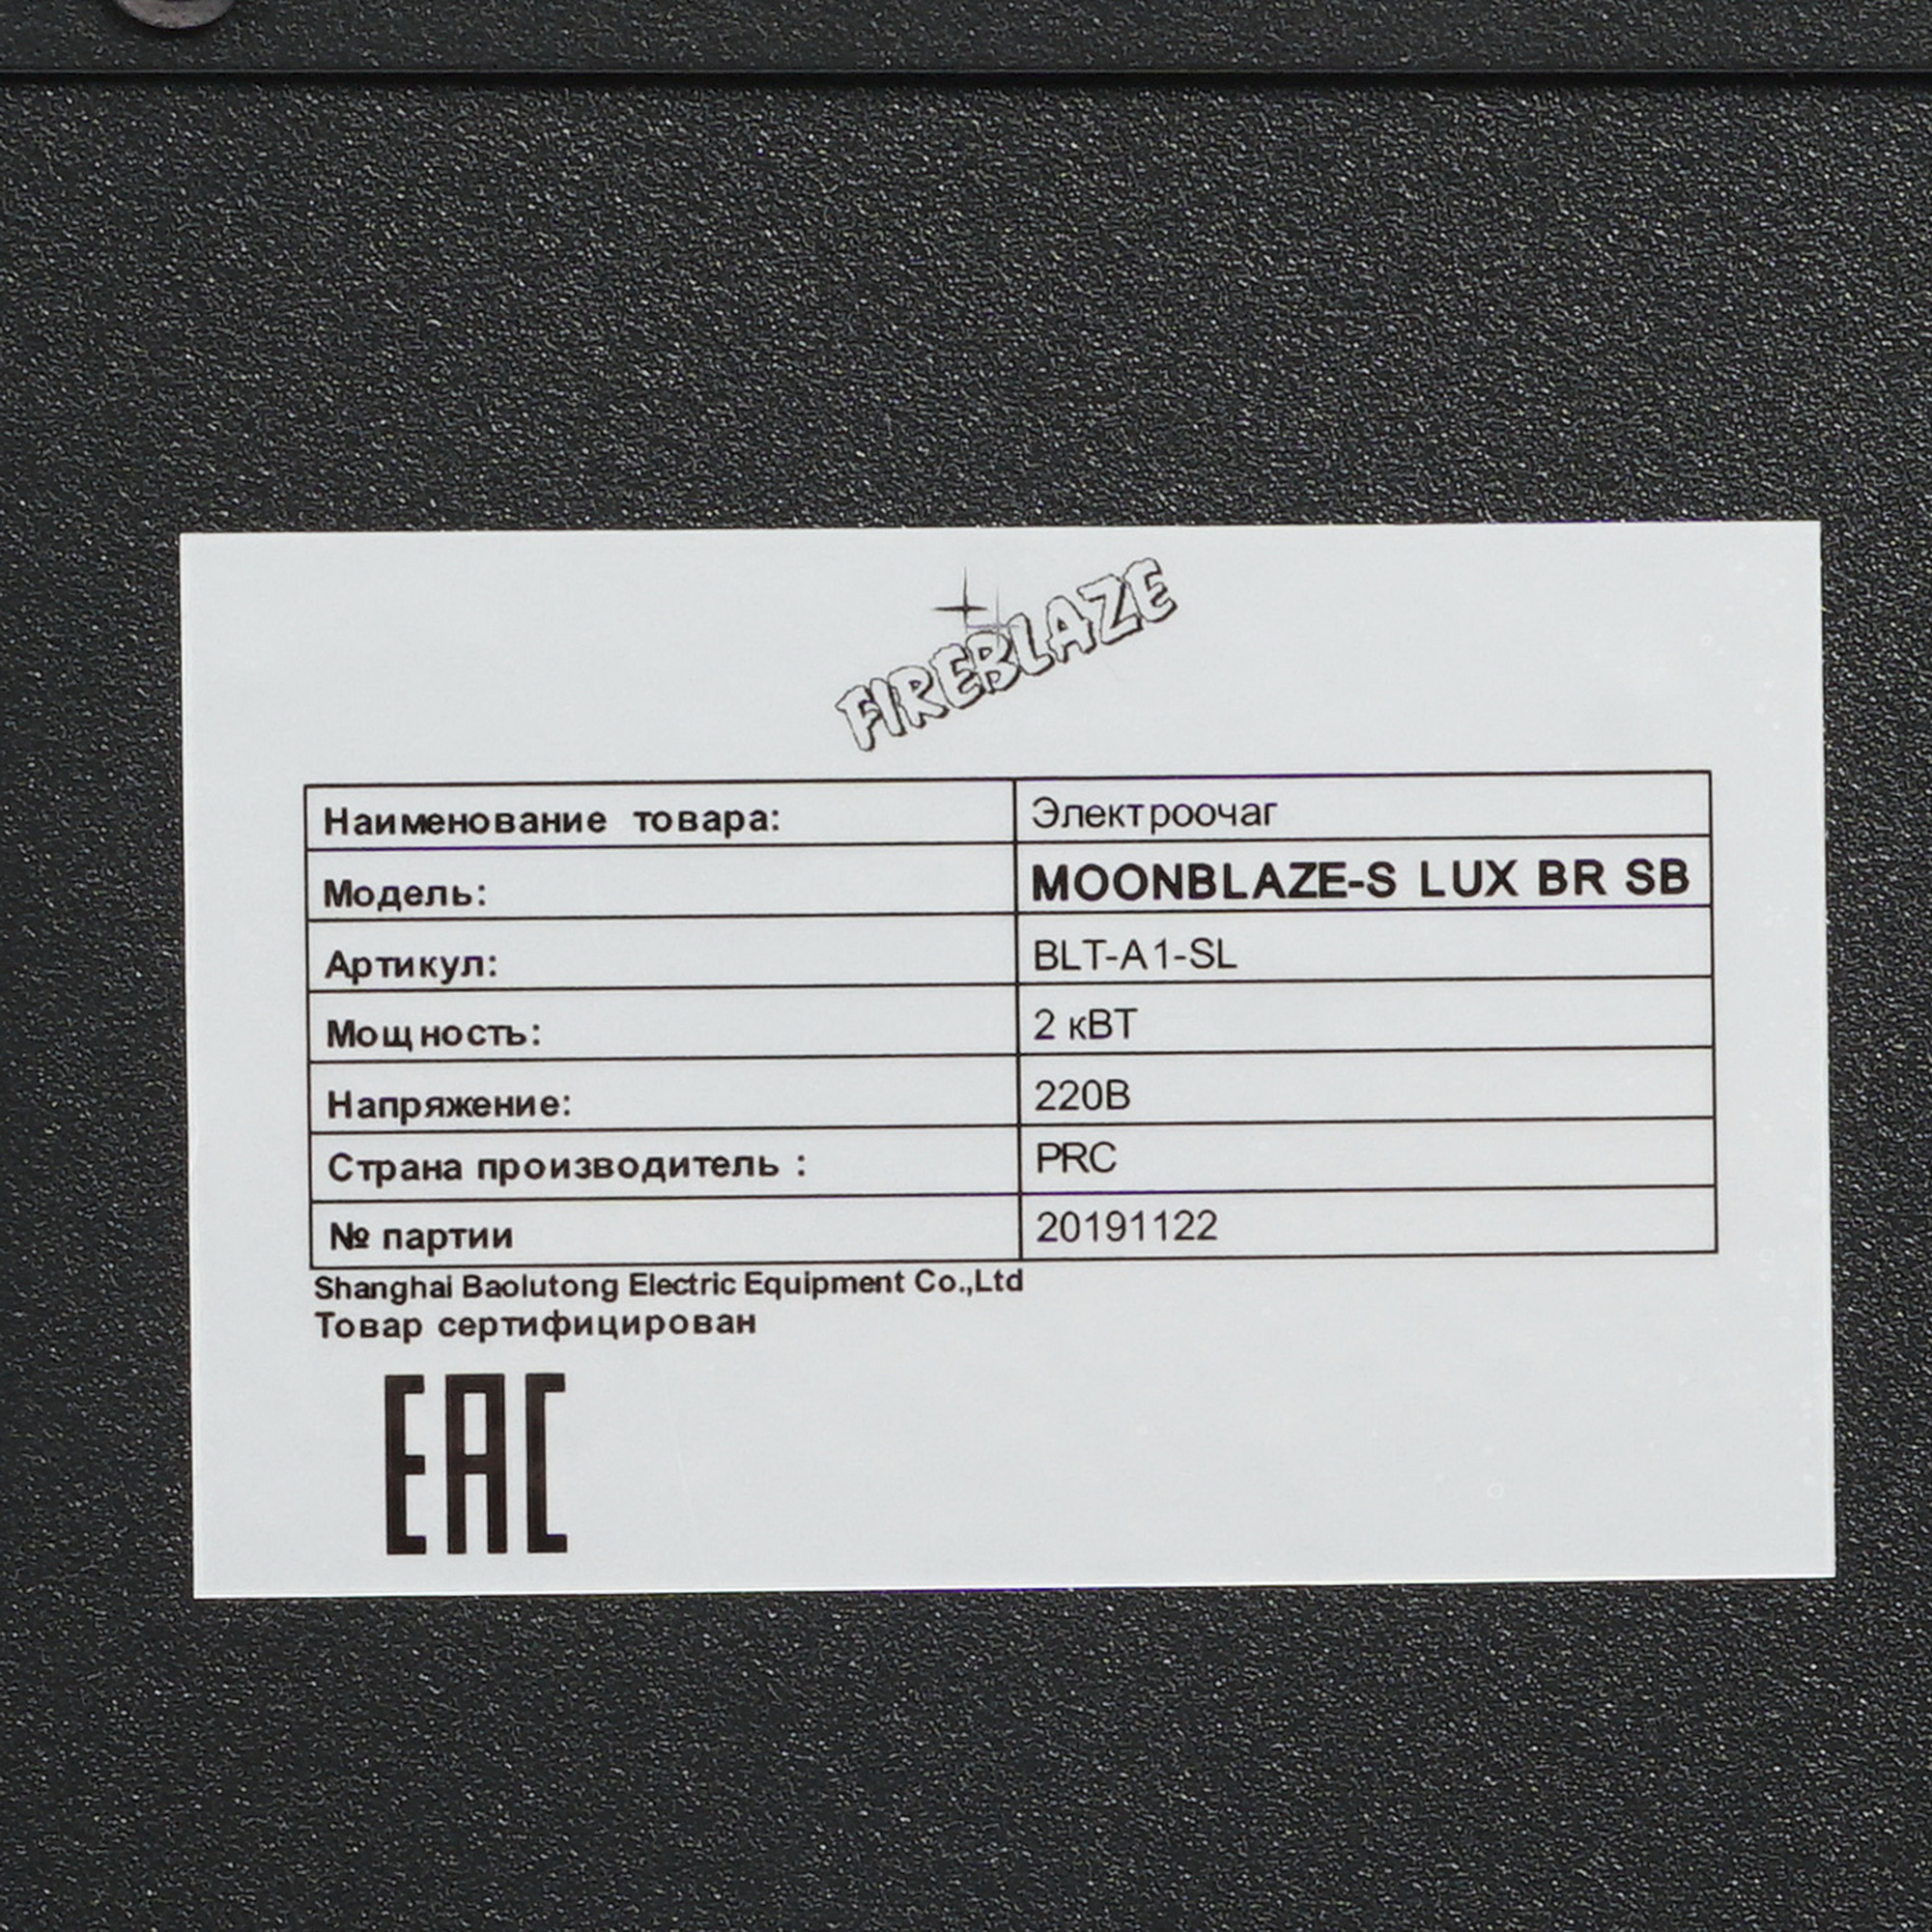 FIREBLAZE
Наименование товара: Электроочаг
Модель: MOONBLAZE-S LUX BR SB
Артикул: BLT-A1-SL
Мощность: 2 кВТ
Напряжение: 220В
Страна производитель : PRC
№ партии 20191122
Shanghai Baolutong Electric Equipment Co.,Ltd
Товар сертифицирован
EAC